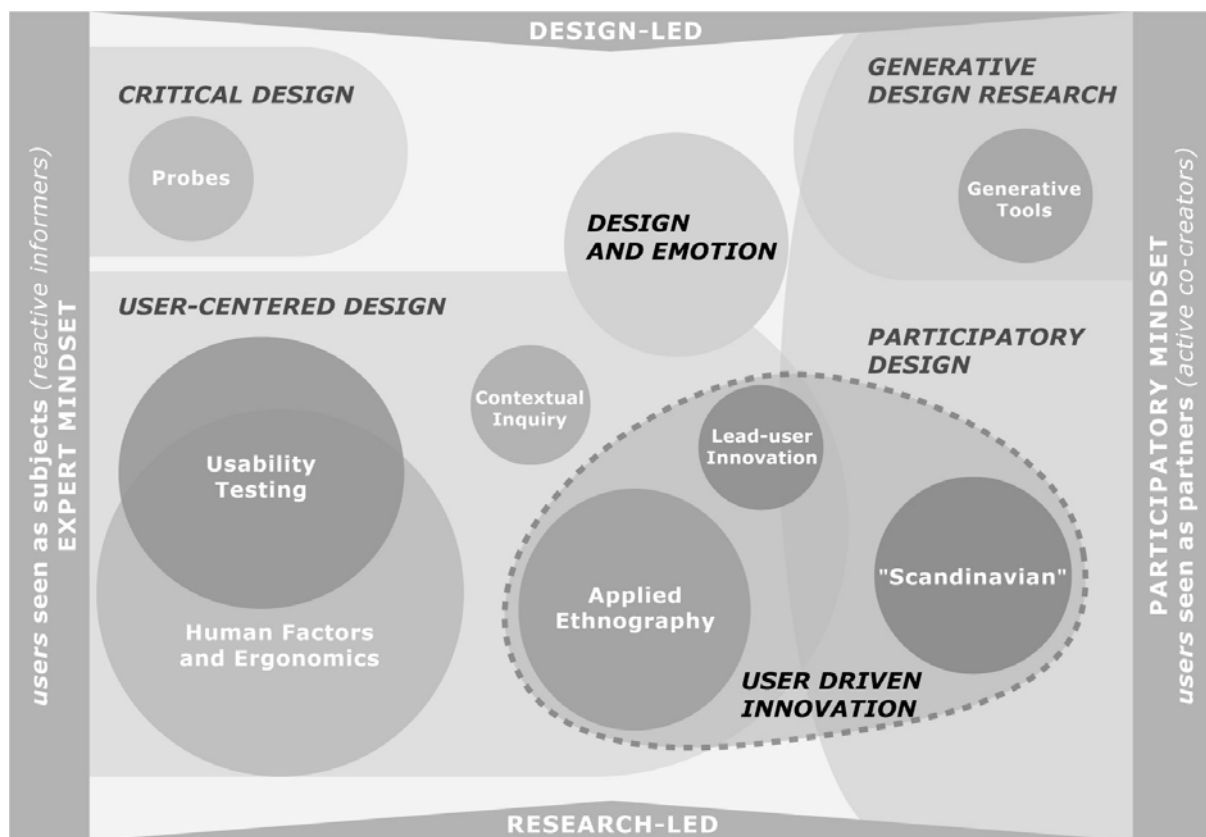 DESIGN-LED
users seen as subjects (reactive informers)
EXPERT MINDSET
CRITICAL DESIGN
Probes
GENERATIVE
DESIGN RESEARCH
Generative
Tools
DESIGN
AND EMOTION
USER-CENTERED DESIGN
Contextual
Inquiry
Usability
Testing
Human Factors
and Ergonomics
PARTICIPATORY
DESIGN
Lead-user
Innovation
Applied
Ethnography
"Scandinavian"
USER DRIVEN
INNOVATION
PARTICIPATORY MINDSET
users seen as partners (active co-creators)
RESEARCH-LED